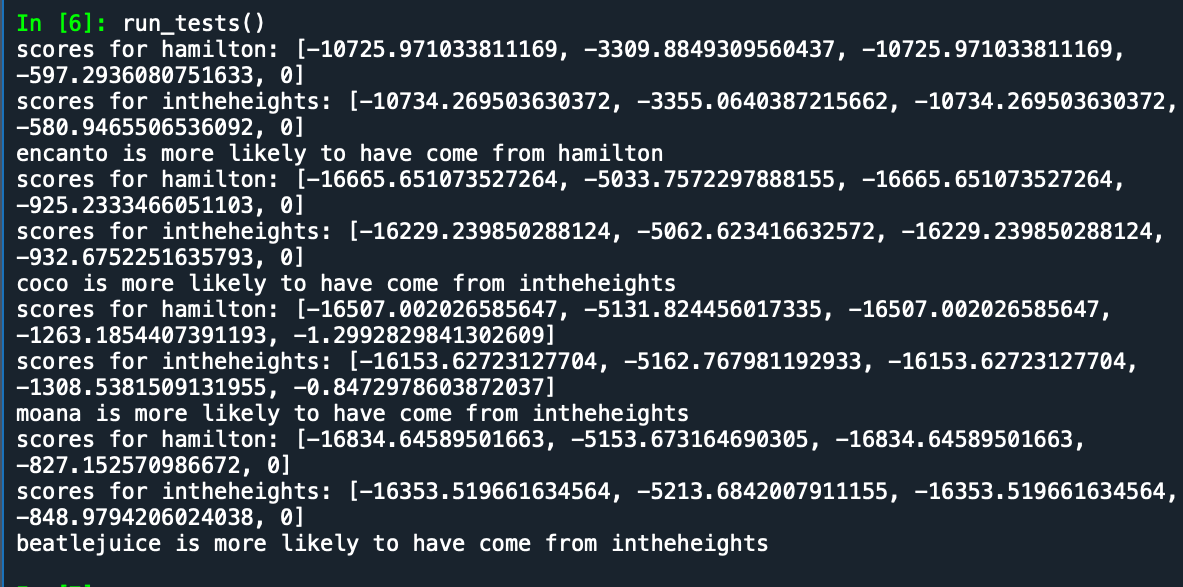 In [6]: run_tests()
scores for hamilton: [-10725.971033811169, -3309.8849309560437, -10725.971033811169,
-597.2936080751633, 0]
scores for intheheights: [-10734.269503630372, -3355.0640387215662, -10734.269503630372,
-580.9465506536092, 0]
encanto is more likely to have come from hamilton
scores for hamilton: [-16665.651073527264, -5033.7572297888155, -16665.651073527264,
-925.2333466051103, 0]
scores for intheheights: [-16229.239850288124, -5062.623416632572, -16229.239850288124,
-932.6752251635793, 0]
coco is more likely to have come from intheheights
scores for hamilton: [-16507.002026585647, -5131.824456017335, -16507.002026585647,
-1263.1854407391193, -1.2992829841302609]
scores for intheheights: [-16153.62723127704, -5162.767981192933, -16153.62723127704,
-1308.5381509131955, -0.8472978603872037]
moana is more likely to have come from intheheights
scores for hamilton: [-16834.64589501663, -5153.673164690305, -16834.64589501663,
-827.152570986672, 0]
scores for intheheights: [-16353.519661634564, -5213.6842007911155, -16353.519661634564,
-848.9794206024038, 0]
beatlejuice is more likely to have come from intheheights